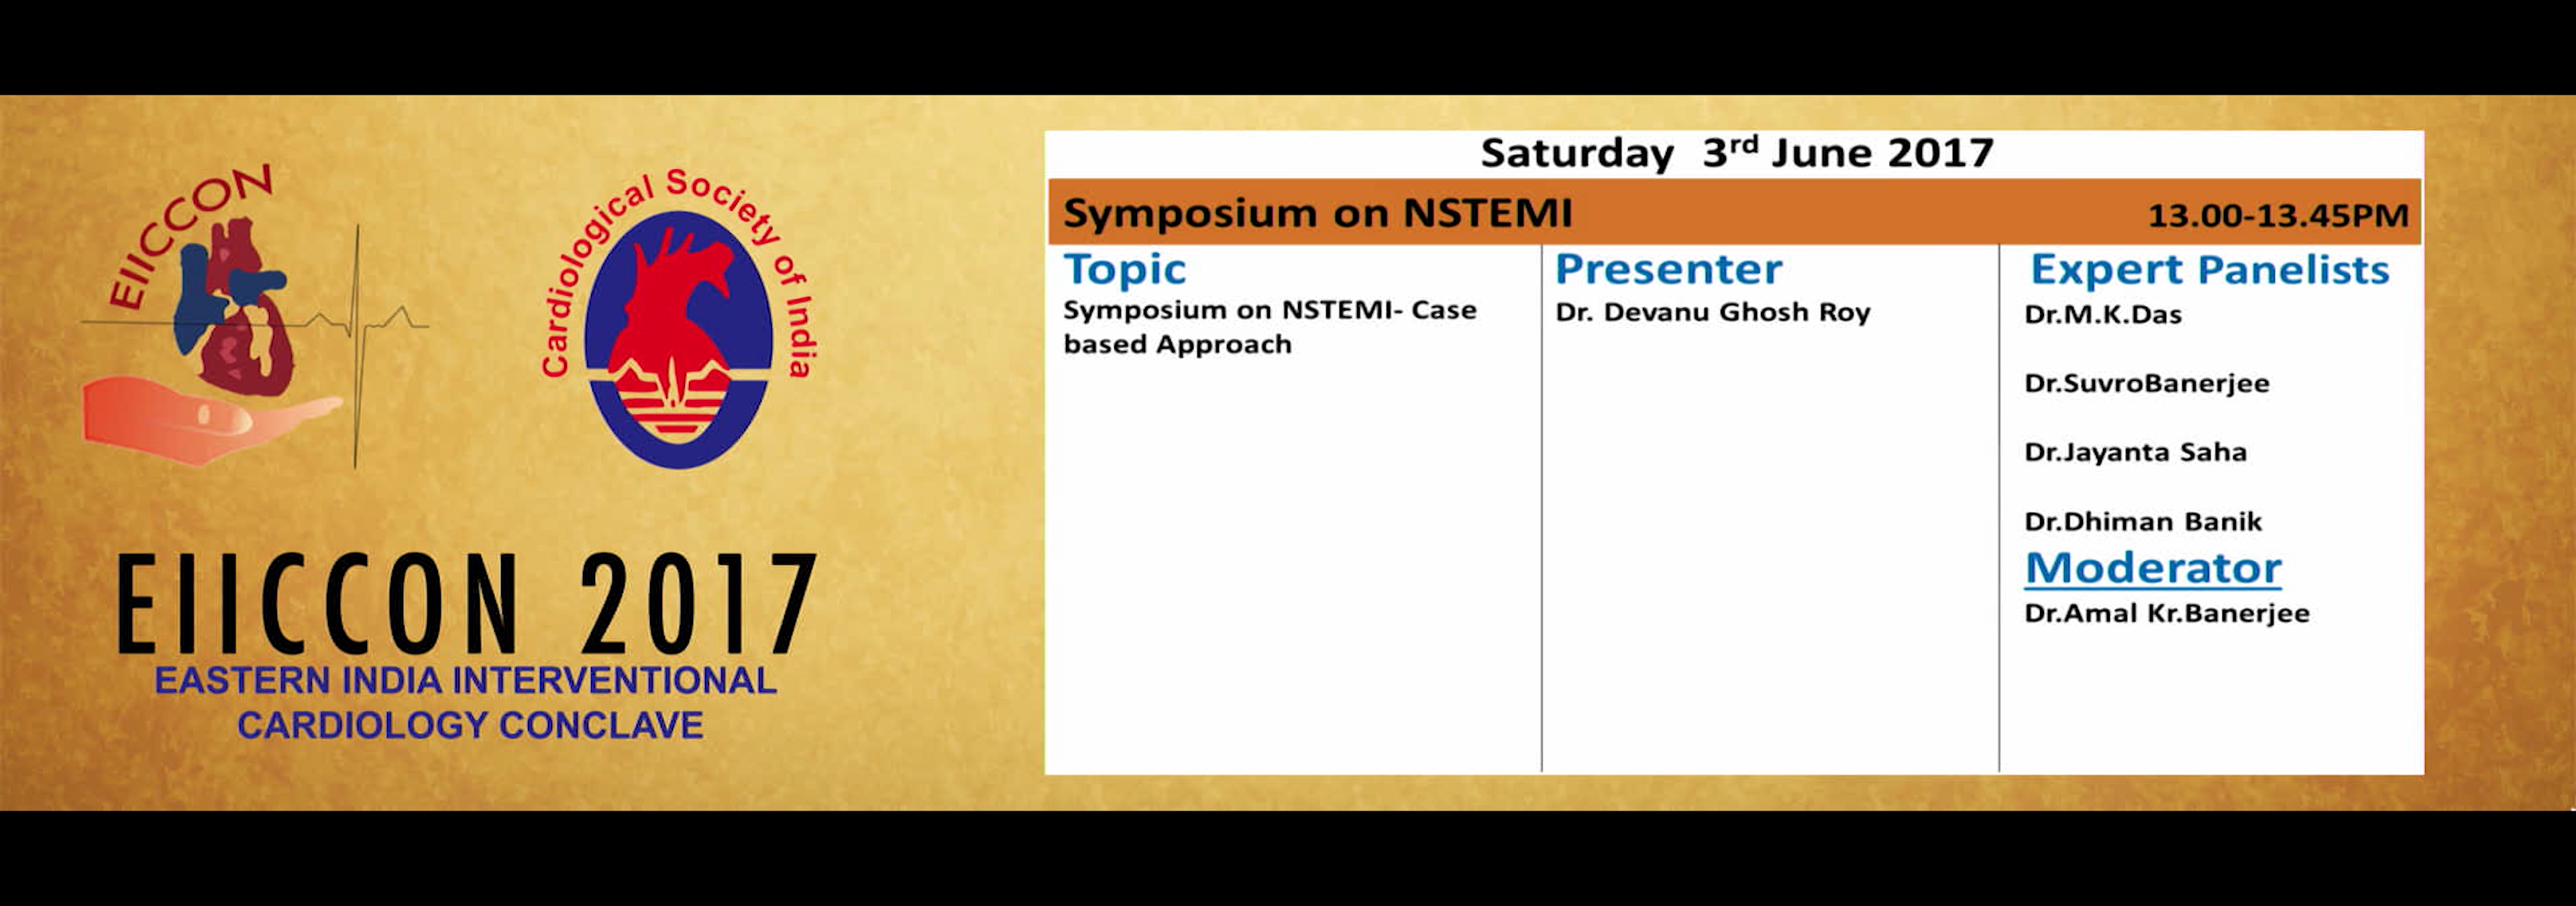 EIICCON
Cardiological Society of India
EIICCON 2017
EASTERN INDIA INTERVENTIONAL
CARDIOLOGY CONCLAVE
Saturday 3rd June 2017
Symposium on NSTEMI 13.00-13.45PM
Topic
Symposium on NSTEMI- Case
based Approach
Presenter
Dr. Devanu Ghosh Roy
Expert Panelists
Dr.M.K.Das
Dr.SuvroBanerjee
Dr.Jayanta Saha
Dr.Dhiman Banik
Moderator
Dr.Amal Kr.Banerjee